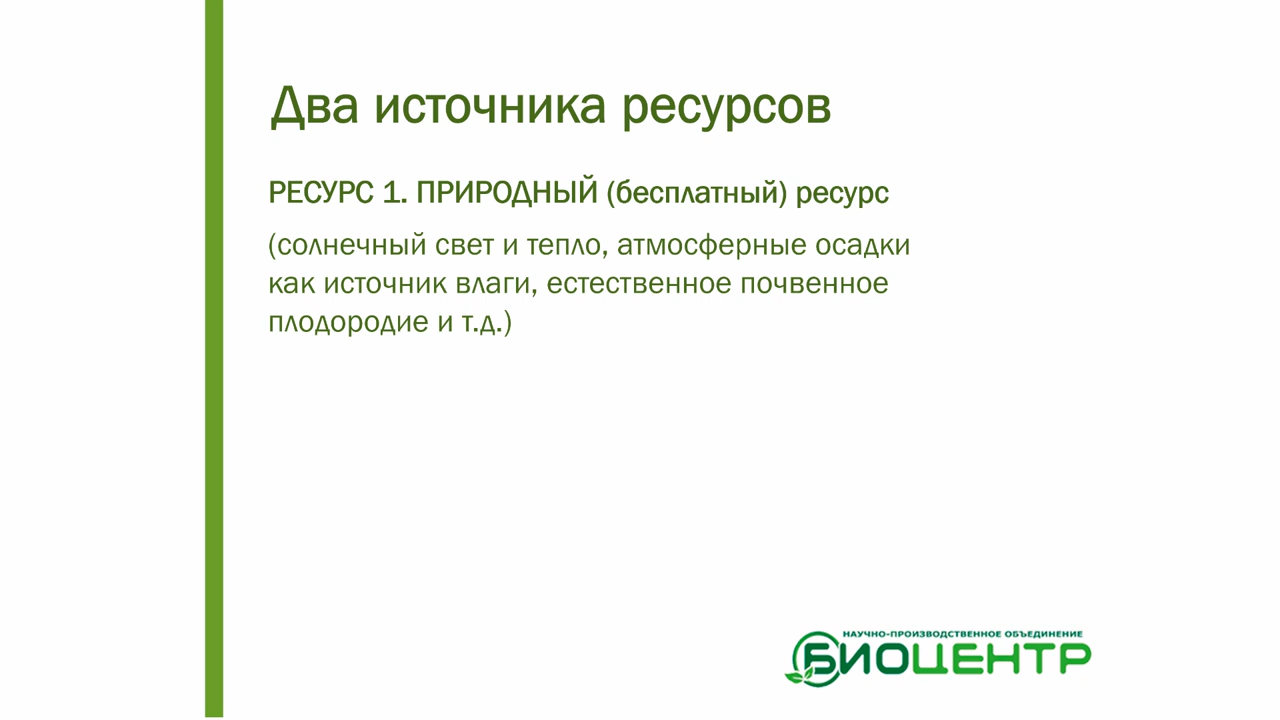 Два источника ресурсов
РЕСУРС 1. ПРИРОДНЫЙ (бесплатный) ресурс
(солнечный свет и тепло, атмосферные осадки
как источник влаги, естественное почвенное
плодородие и т.д.)
НАУЧНО-ПРОИЗВОДСТВЕННОЕ ОБЪЕДИНЕНИЕ
БИОЦЕНТР